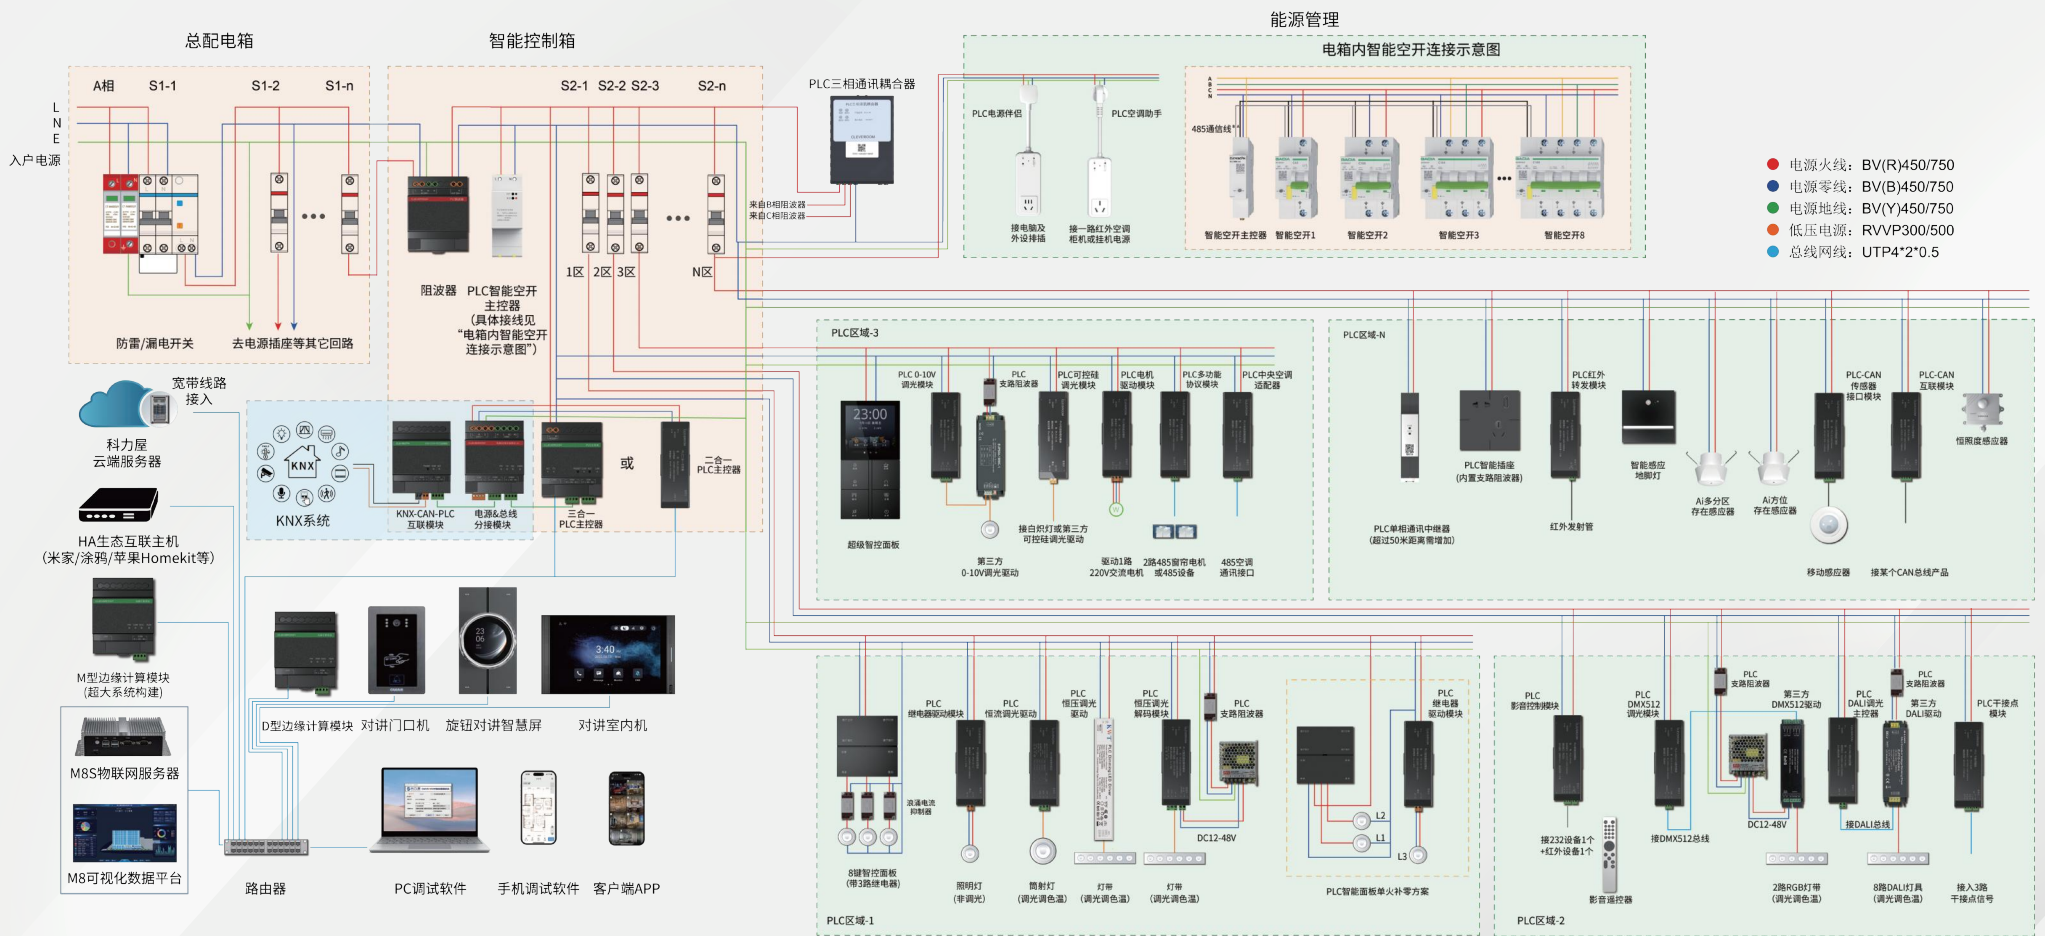 总配电箱
智能控制箱
能源管理
A相
S1-1
S1-2
S1-n
L
N
E
入户电源
防雷/漏电开关
去电源插座等其它回路
S2-1
S2-2
S2-3
S2-n
1区
2区
3区
N区
阻波器
PLC智能空开
主控器
(具体接线见
“电箱内智能空开
连接示意图”)
PLC三相通讯耦合器
来自B相阻波器
来自C相阻波器
电箱内智能空开连接示意图
PLC电源伴侣
PLC空调助手
接电脑及
外设排插
接一路红外空调
柜机或挂机电源
A
B
C
N
485通信线
智能空开主控器
智能空开1
智能空开2
智能空开3
智能空开8
电源火线：BV(R)450/750
电源零线：BV(B)450/750
电源地线：BV(Y)450/750
低压电源：RVVP300/500
总线网线：UTP4*2*0.5
宽带线路
接入
科力屋
云端服务器
HA生态互联主机
(米家/涂鸦/苹果Homekit等)
M型边缘计算模块
(超大系统构建)
M8S物联网服务器
M8可视化数据平台
KNX
KNX系统
KNX-CAN-PLC
互联模块
电源&总线
分接模块
三合一
PLC主控器
或
二合一
PLC主控器
D型边缘计算模块
对讲门口机
旋钮对讲智慧屏
对讲室内机
23
06
3:40
路由器
PC调试软件
手机调试软件
客户端APP
PLC区域-3
23:00
超级智控面板
PLC 0-10V
调光模块
PLC
支路阻波器
第三方
0-10V调光驱动
PLC可控硅
调光模块
接白炽灯或第三方
可控硅调光驱动
PLC电机
驱动模块
驱动1路
220V交流电机
PLC多功能
协议模块
2路485窗帘电机
或485设备
PLC中央空调
适配器
485空调
通讯接口
PLC区域-N
PLC单相通讯中继器
(超过50米距离需增加)
PLC智能插座
(内置支路阻波器)
PLC红外
转发模块
红外发射管
智能感应
地脚灯
Ai多分区
存在感应器
Ai方位
存在感应器
PLC-CAN
传感器
接口模块
移动感应器
PLC-CAN
互联模块
接某个CAN总线产品
恒照度感应器
PLC区域-1
8键智控面板
(带3路继电器)
浪涌电流
抑制器
PLC
继电器驱动模块
照明灯
(非调光)
PLC
恒流调光驱动
筒射灯
(调光调色温)
PLC
恒压调光
驱动
灯带
(调光调色温)
PLC
恒压调光
解码模块
灯带
(调光调色温)
PLC
支路阻波器
DC12-48V
L2
L1
L3
PLC
继电器
驱动模块
PLC智能面板单火补零方案
PLC区域-2
PLC
影音控制模块
接232设备1个
+红外设备1个
影音遥控器
PLC
DMX512
调光模块
接DMX512总线
PLC
支路阻波器
第三方
DMX512驱动
DC12-48V
2路RGB灯带
(调光调色温)
PLC
DALI调光
主控器
接DALI总线
PLC
支路阻波器
第三方
DALI驱动
8路DALI灯具
(调光调色温)
PLC干接点
模块
接入3路
干接点信号